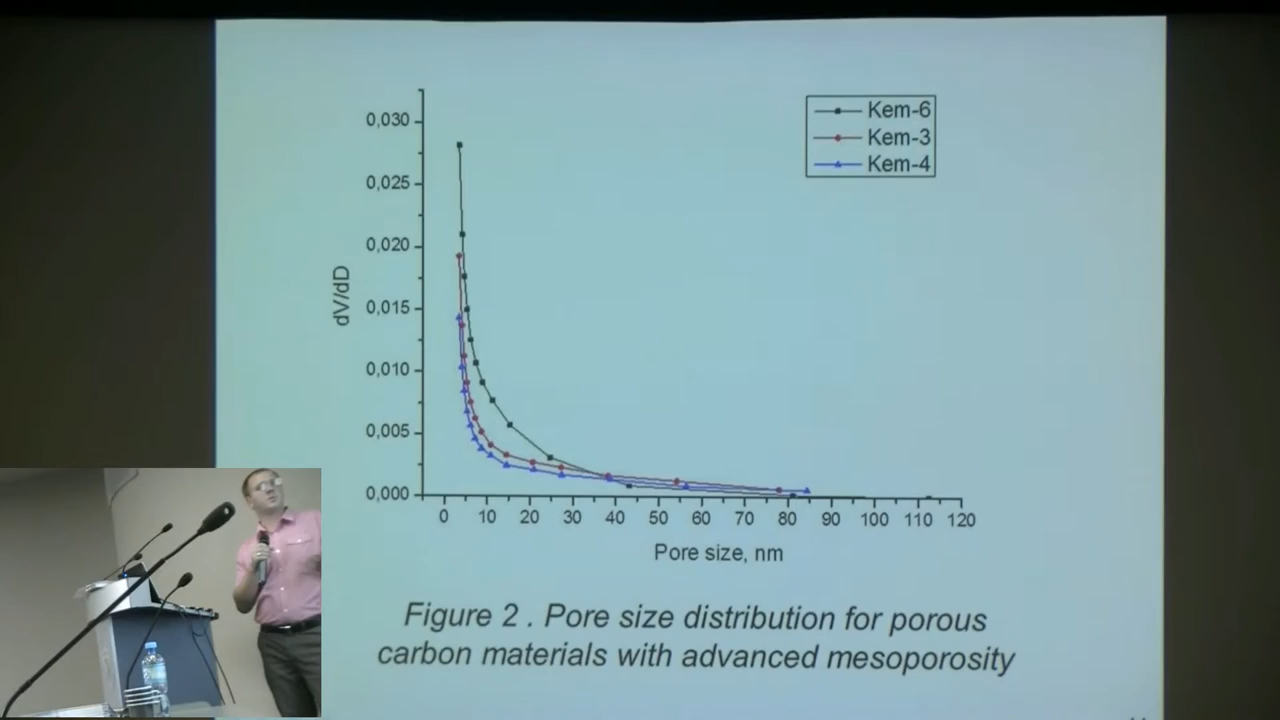 Kem-6
Kem-3
Kem-4
0,030
0,025
0,020
0,015
0,010
0,005
0,000
dV/dD
0 10 20 30 40 50 60 70 80 90 100 110 120
Pore size, nm
Figure 2 . Pore size distribution for porous
carbon materials with advanced mesoporosity